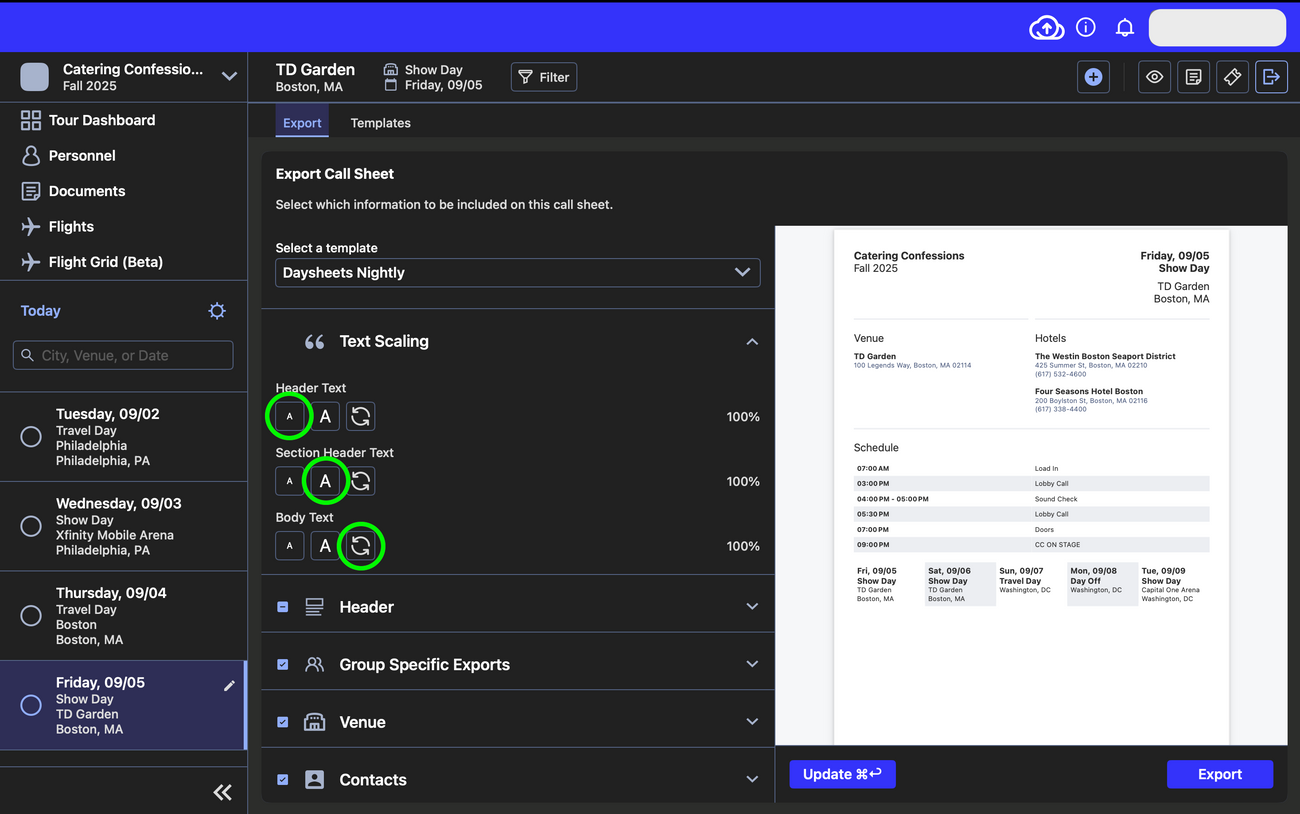 Catering Confessio...
Fall 2025
TD Garden
Boston, MA
Show Day
Friday, 09/05
Filter
Tour Dashboard
Personnel
Documents
Flights
Flight Grid (Beta)
Today
City, Venue, or Date
Tuesday, 09/02
Travel Day
Philadelphia
Philadelphia, PA
Wednesday, 09/03
Show Day
Xfinity Mobile Arena
Philadelphia, PA
Thursday, 09/04
Travel Day
Boston
Boston, MA
Friday, 09/05
Show Day
TD Garden
Boston, MA
Export Templates
Export Call Sheet
Select which information to be included on this call sheet.
Select a template
Daysheets Nightly
Text Scaling
Header Text
A A 100%
Section Header Text
A A 100%
Body Text
A A 100%
Header
Group Specific Exports
Venue
Contacts
Catering Confessions
Fall 2025
Friday, 09/05
Show Day
TD Garden
Boston, MA
Venue
TD Garden
100 Legends Way, Boston, MA 02114
Hotels
The Westin Boston Seaport District
425 Summer St, Boston, MA 02210
(617) 532-4600
Four Seasons Hotel Boston
200 Boylston St, Boston, MA 02116
(617) 338-4400
Schedule
07:00 AM Load In
03:00 PM Lobby Call
04:00 PM - 05:00 PM Sound Check
05:30 PM Lobby Call
07:00 PM Doors
09:00 PM CC ON STAGE
Fri, 09/05
Show Day
TD Garden
Boston, MA
Sat, 09/06
Show Day
TD Garden
Boston, MA
Sun, 09/07
Travel Day
Washington, DC
Mon, 09/08
Day Off
Washington, DC
Tue, 09/09
Show Day
Capital One Arena
Washington, DC
Update ⌘↩
Export